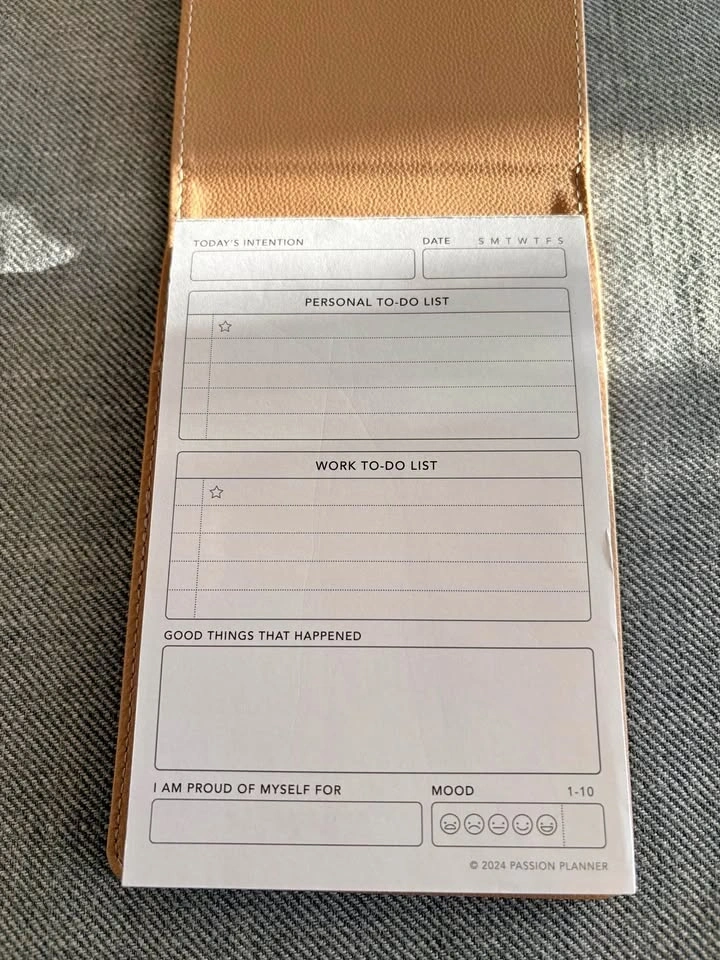 TODAY'S INTENTION
DATE S M T W T F S
PERSONAL TO-DO LIST
WORK TO-DO LIST
GOOD THINGS THAT HAPPENED
I AM PROUD OF MYSELF FOR
MOOD 1-10
© 2024 PASSION PLANNER